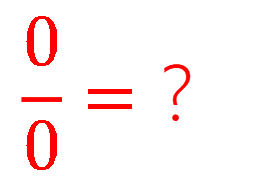 0/0 = ?